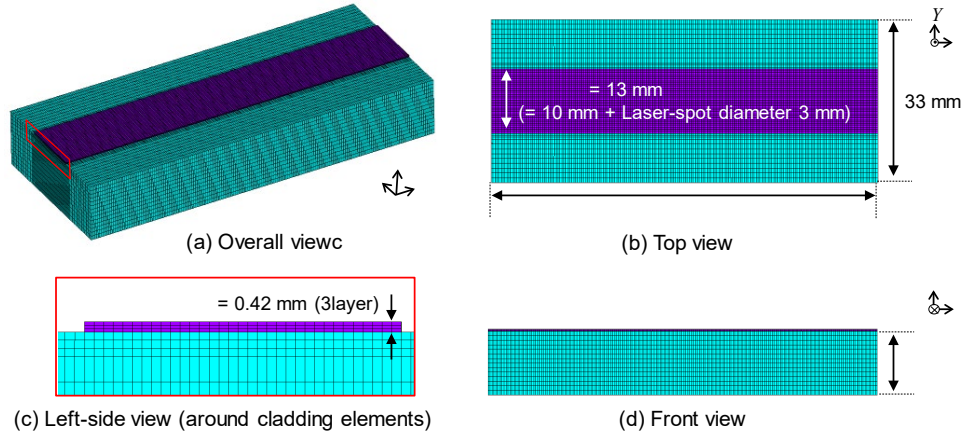 Y
= 13 mm
(= 10 mm + Laser-spot diameter 3 mm)
33 mm
(a) Overall viewc
(b) Top view
= 0.42 mm (3layer)
(c) Left-side view (around cladding elements)
(d) Front view